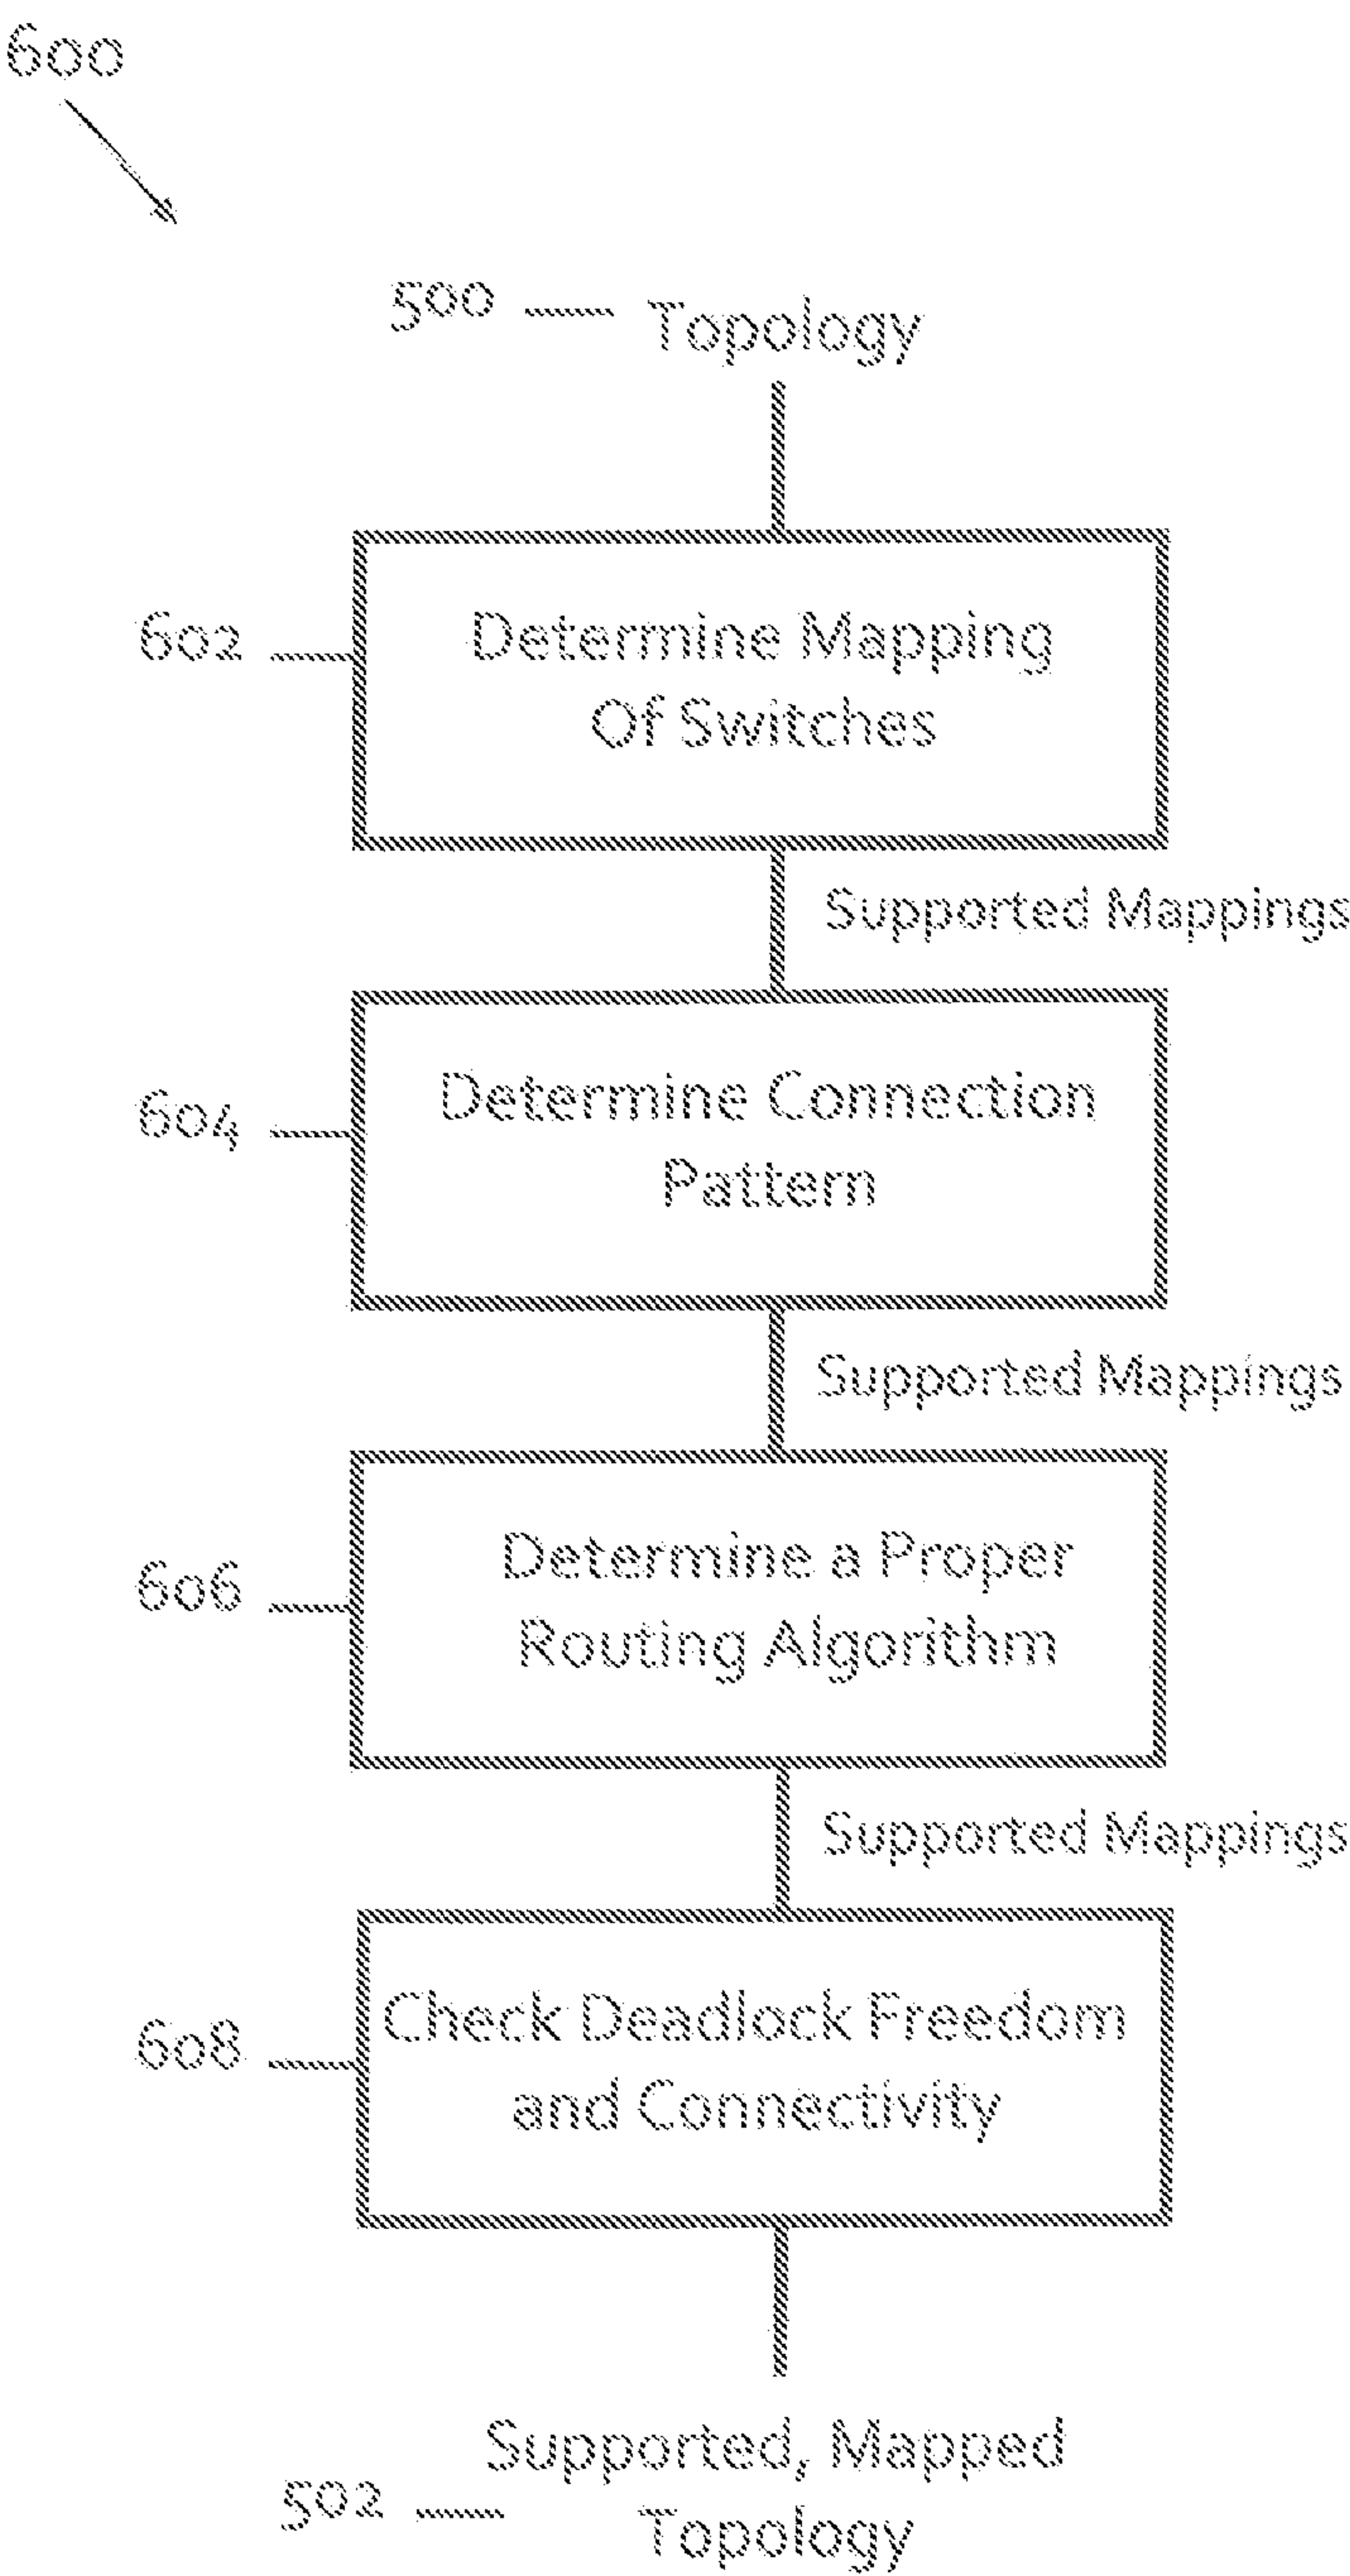 600
500 Topology
602
Determine Mapping
Of Switches
Supported Mappings
604
Determine Connection
Pattern
Supported Mappings
606
Determine a Proper
Routing Algorithm
Supported Mappings
608
Check Deadlock Freedom
and Connectivity
Supported, Mapped
502 Topology